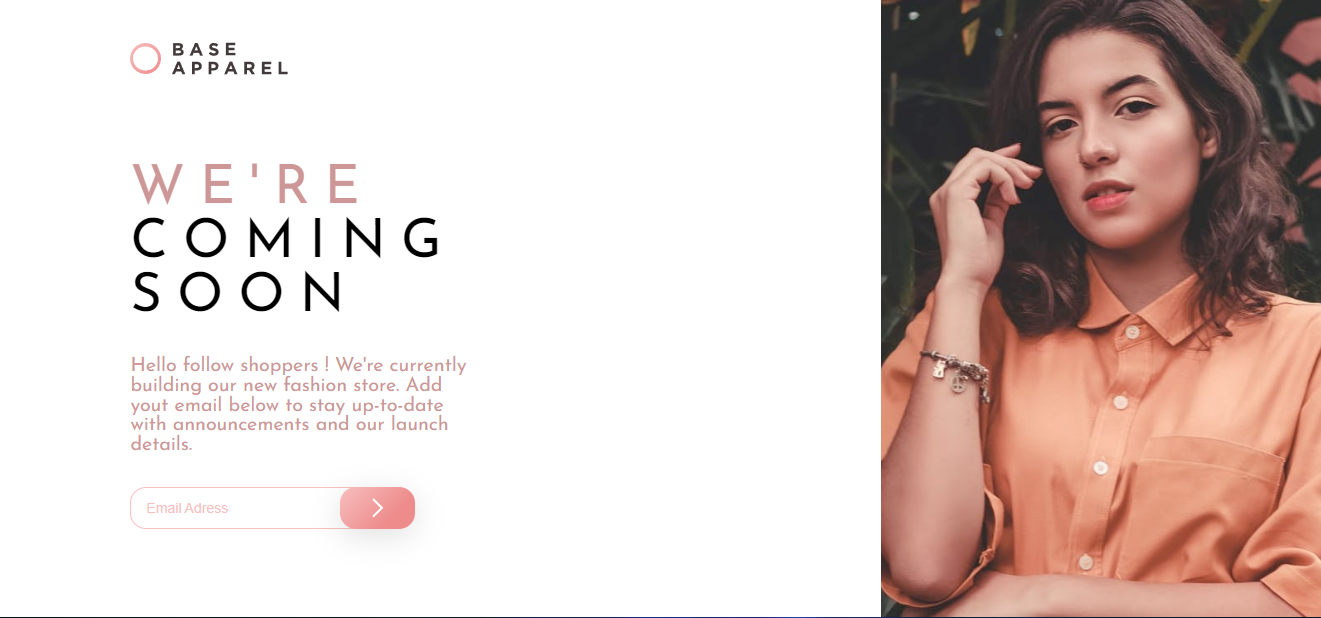 BASE
APPAREL
WE'RE
COMING
SOON
Hello follow shoppers ! We're currently
building our new fashion store. Add
yout email below to stay up-to-date
with announcements and our launch
details.
Email Adress